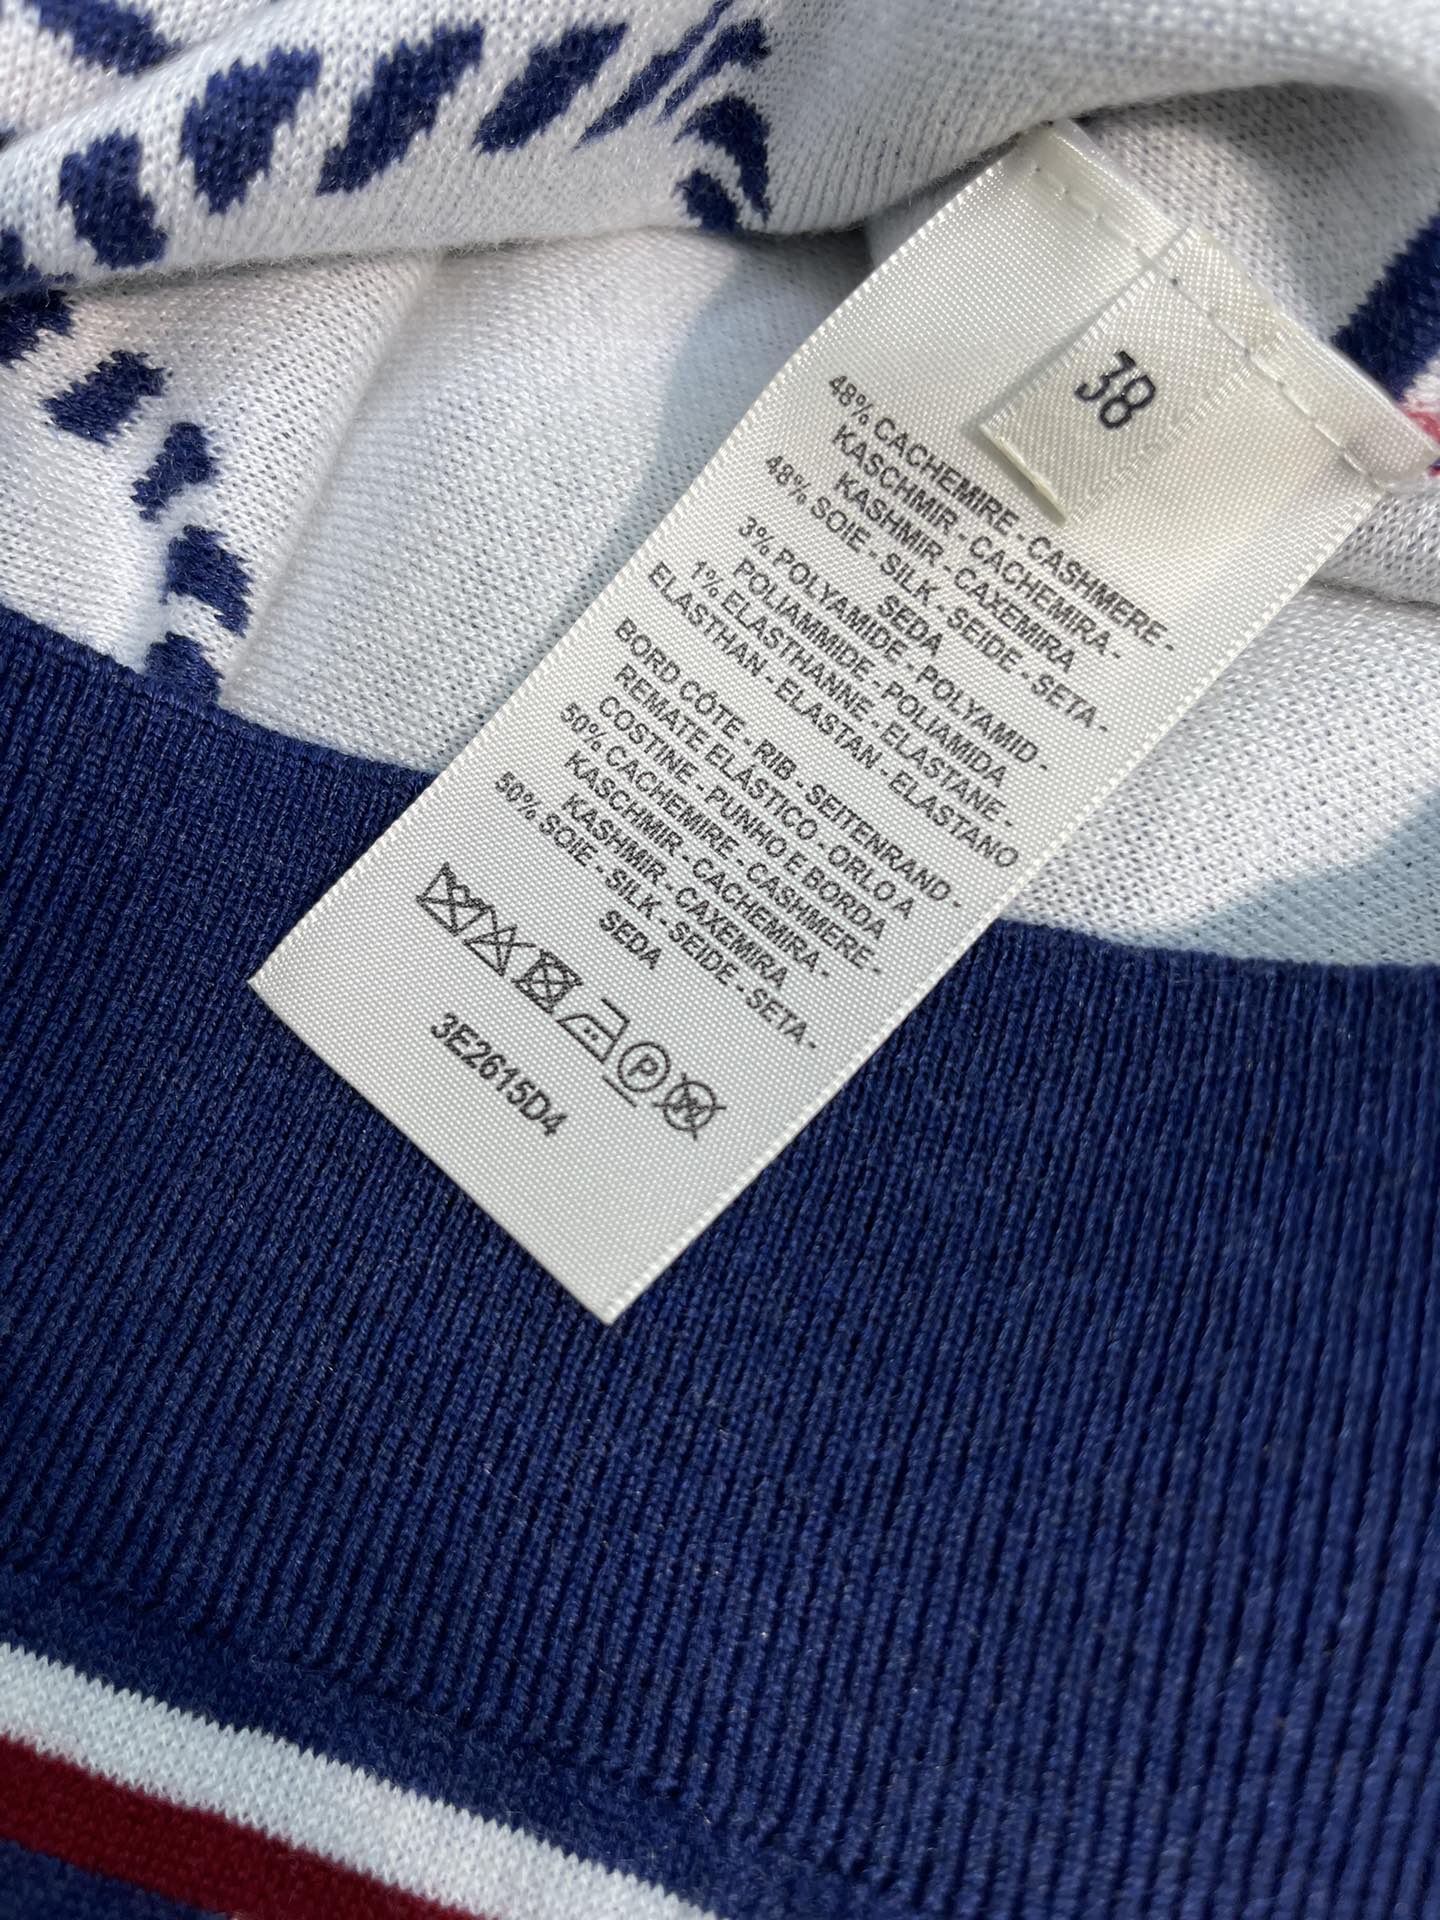 38
48% CACHEMIRE - CASHMERE -
KASCHMIR - CACHEMIRA -
KASHMIR - CAXEMIRA
48% SOIE - SILK - SEIDE - SETA -
SEDA
3% POLYAMIDE - POLYAMID -
POLIAMMIDE - POLIAMIDA
1% ELASTHANNE - ELASTANE -
ELASTHAN - ELASTAN - ELASTANO
BORD CÔTE - RIB - SEITENRAND -
REMATE ELÁSTICO - ORLO A
COSTINE - PUNHO E BORDA
50% CACHEMIRE - CASHMERE -
KASCHMIR - CACHEMIRA -
KASHMIR - CAXEMIRA
50% SOIE - SILK - SEIDE - SETA -
SEDA
P
3E2615D4